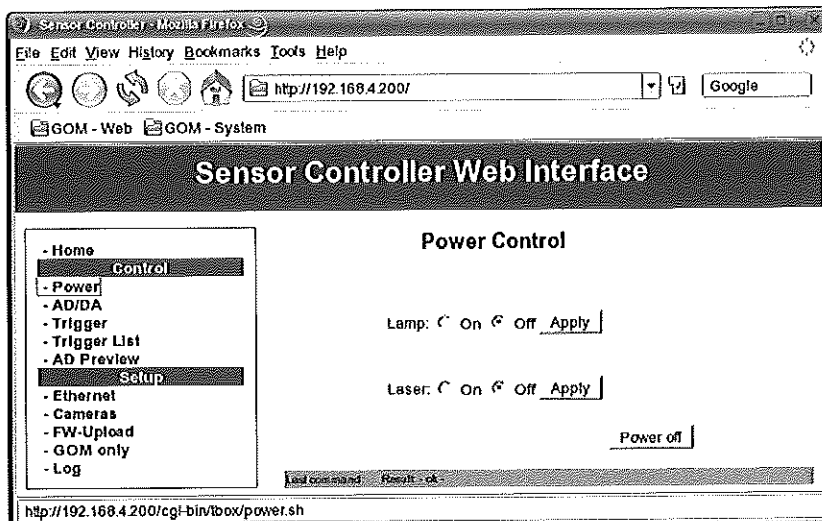 Sensor Controller - Mozilla Firefox
File Edit View History Bookmarks Tools Help
http://192.168.4.200/
Google
GOM - Web GOM - System
Sensor Controller Web Interface
- Home
Control
- Power
- AD/DA
- Trigger
- Trigger List
- AD Preview
Setup
- Ethernet
- Cameras
- FW-Upload
- GOM only
- Log
Power Control
Lamp: On Off Apply
Laser: On Off Apply
Power off
Last command: Result: - ok -
http://192.168.4.200/cgi-bin/tbox/power.sh